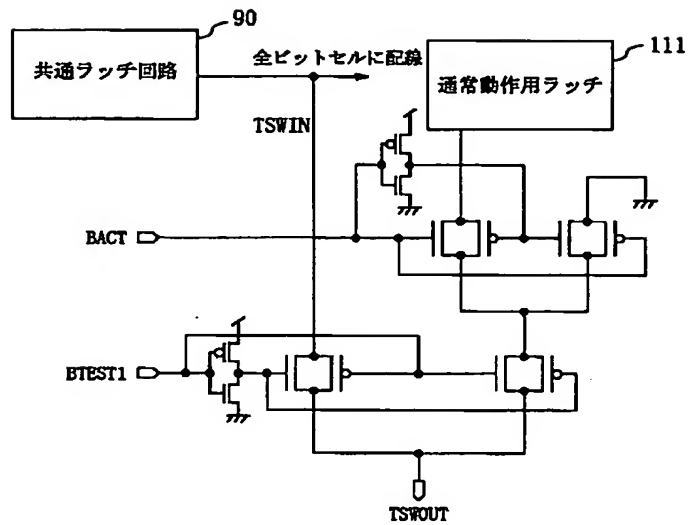 90
共通ラッチ回路
全ビットセルに配線
111
通常動作用ラッチ
TSWIN
BACT
BTEST1
TSWOUT